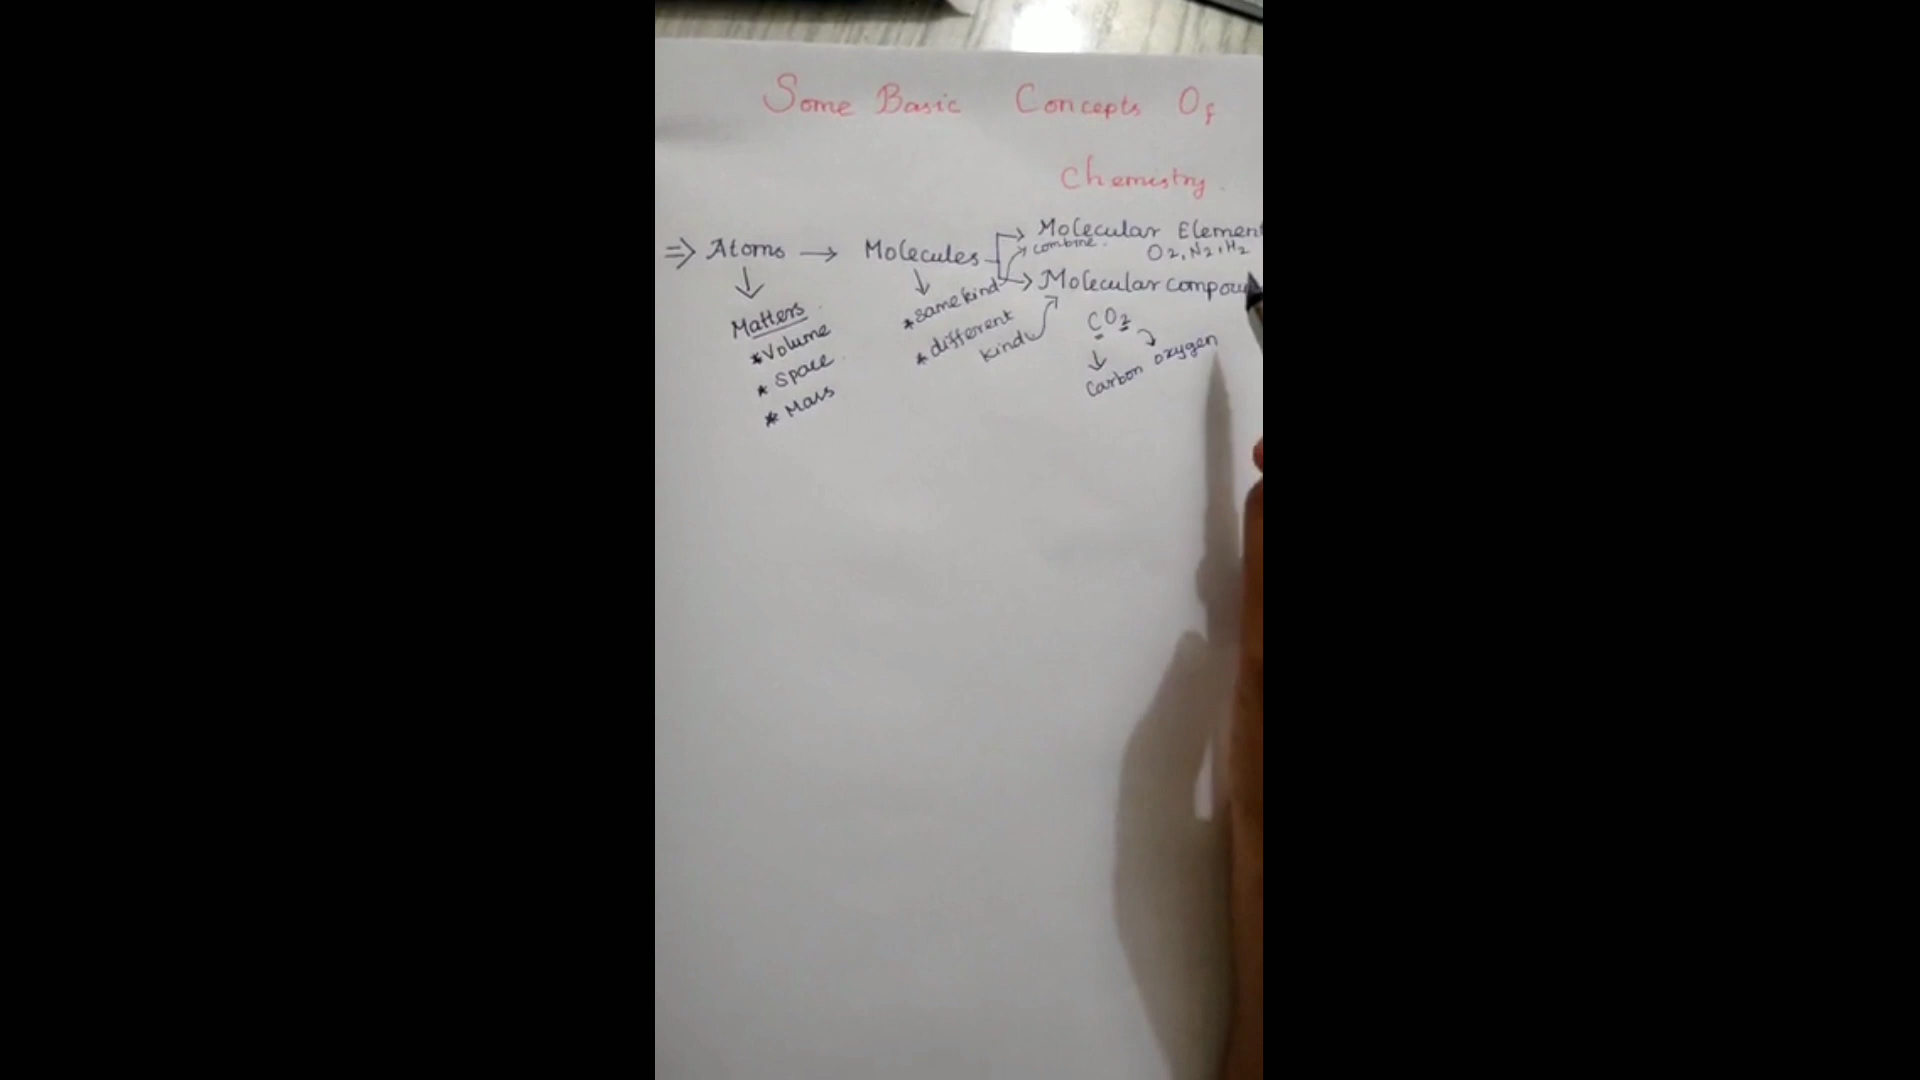 Some Basic Concepts Of
Chemistry.
⇒ Atoms → Molecules → Molecular Element
combine.
O2, N2, H2
→ Molecular compoun
Matters
* Volume
* Space
* Mass
* Same kind
* different
kind
CO2
Carbon oxygen